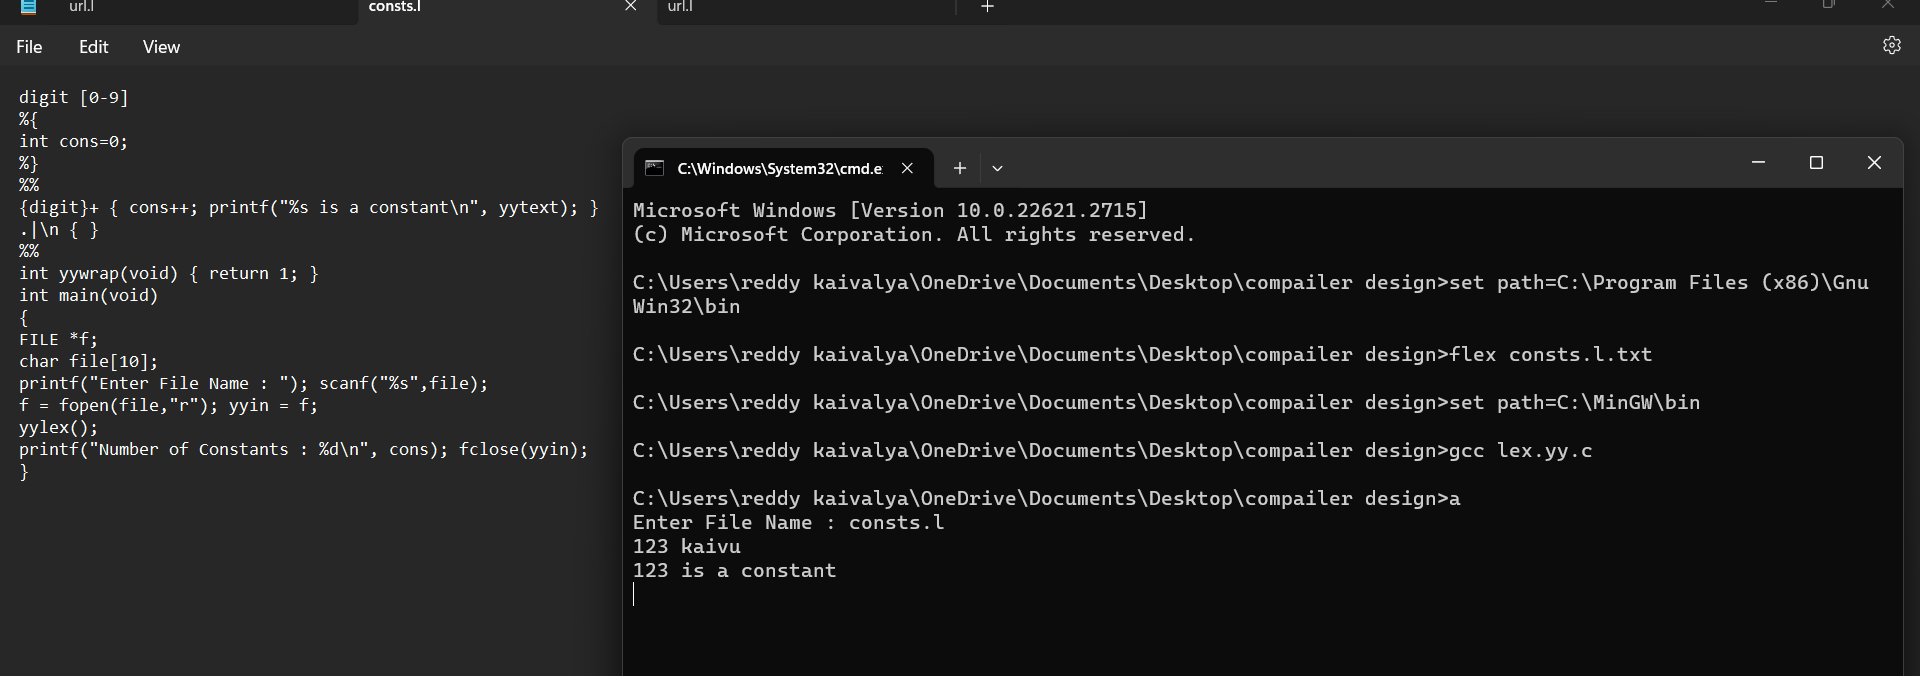 url.l
consts.l
url.l
File Edit View
digit [0-9]
%{
int cons=0;
%}
%%
{digit}+ { cons++; printf("%s is a constant\n", yytext); }
.|\n { }
%%
int yywrap(void) { return 1; }
int main(void)
{
FILE *f;
char file[10];
printf("Enter File Name : "); scanf("%s",file);
f = fopen(file,"r"); yyin = f;
yylex();
printf("Number of Constants : %d\n", cons); fclose(yyin);
}
C:\Windows\System32\cmd.e
Microsoft Windows [Version 10.0.22621.2715]
(c) Microsoft Corporation. All rights reserved.
C:\Users\reddy kaivalya\OneDrive\Documents\Desktop\compailer design>set path=C:\Program Files (x86)\Gnu
Win32\bin
C:\Users\reddy kaivalya\OneDrive\Documents\Desktop\compailer design>flex consts.l.txt
C:\Users\reddy kaivalya\OneDrive\Documents\Desktop\compailer design>set path=C:\MinGW\bin
C:\Users\reddy kaivalya\OneDrive\Documents\Desktop\compailer design>gcc lex.yy.c
C:\Users\reddy kaivalya\OneDrive\Documents\Desktop\compailer design>a
Enter File Name : consts.l
123 kaivu
123 is a constant